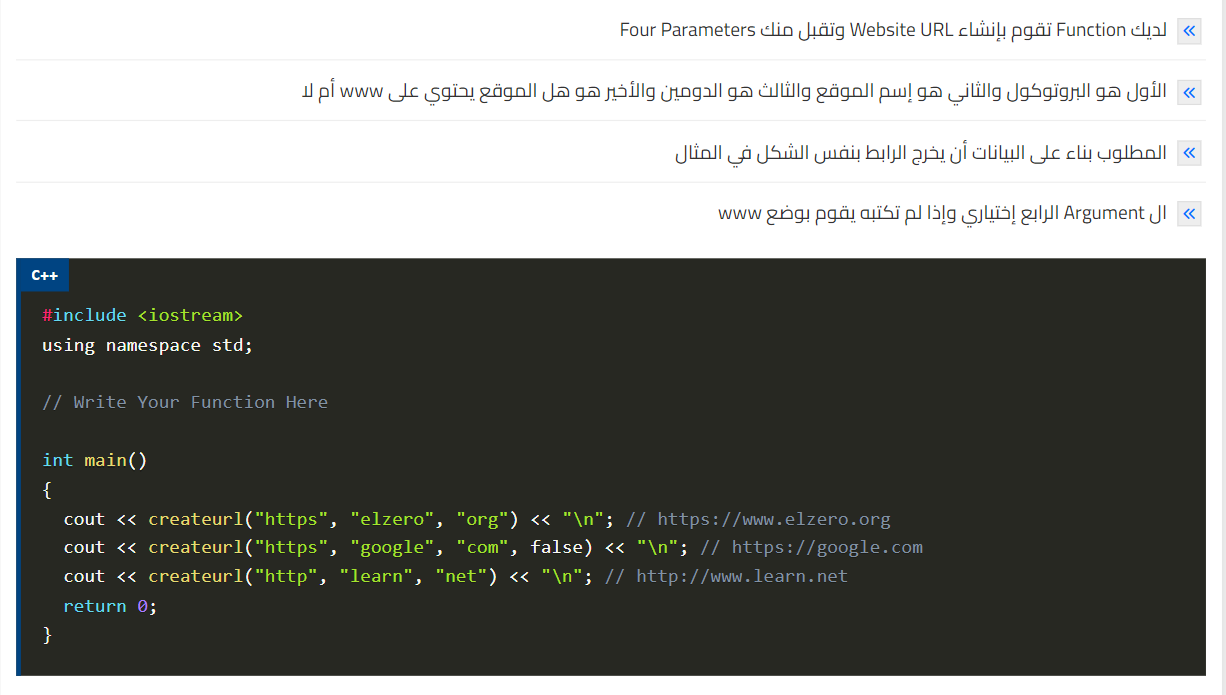 لديك Function تقوم بإنشاء Website URL وتقبل منك Four Parameters
الأول هو البروتوكول والثاني هو إسم الموقع والثالث هو الدومين والأخير هو هل الموقع يحتوي على www أم لا
المطلوب بناء على البيانات أن يخرج الرابط بنفس الشكل في المثال
ال Argument الرابع إختياري وإذا لم تكتبه يقوم بوضع www
C++
#include <iostream>
using namespace std;
// Write Your Function Here
int main()
{
  cout << createurl("https", "elzero", "org") << "\n"; // https://www.elzero.org
  cout << createurl("https", "google", "com", false) << "\n"; // https://google.com
  cout << createurl("http", "learn", "net") << "\n"; // http://www.learn.net
  return 0;
}